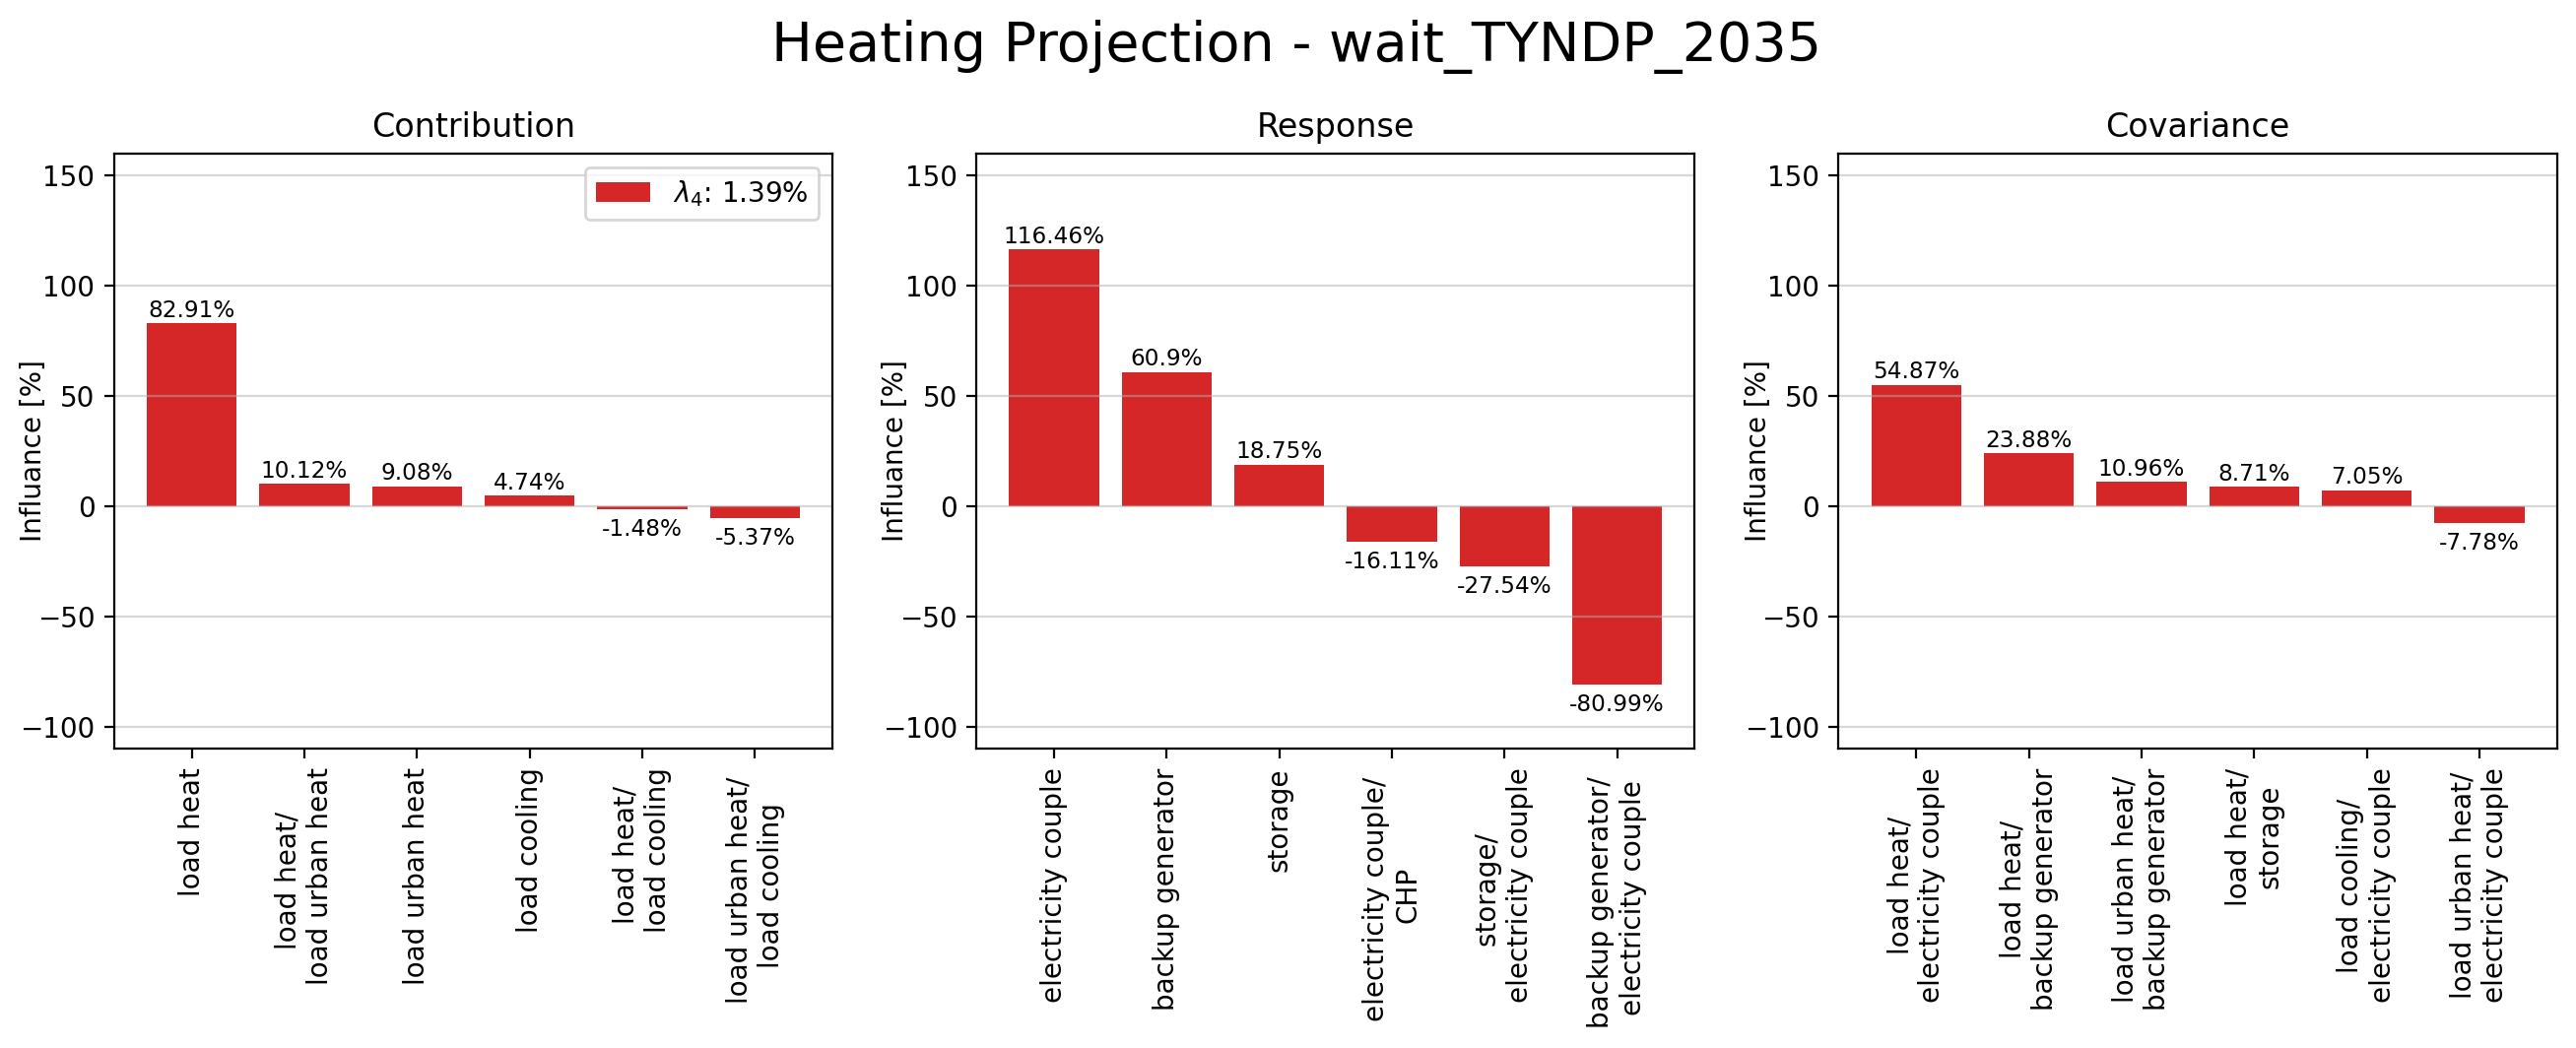 Heating Projection - wait_TYNDP_2035
Contribution
Influance [%]
150
100
50
0
−50
−100
λ4: 1.39%
82.91%
10.12%
9.08%
4.74%
-1.48%
-5.37%
load heat
load heat/
load urban heat
load urban heat
load cooling
load heat/
load cooling
load urban heat/
load cooling
Response
Influance [%]
150
100
50
0
−50
−100
116.46%
60.9%
18.75%
-16.11%
-27.54%
-80.99%
electricity couple
backup generator
storage
electricity couple/
CHP
storage/
electricity couple
backup generator/
electricity couple
Covariance
Influance [%]
150
100
50
0
−50
−100
54.87%
23.88%
10.96%
8.71%
7.05%
-7.78%
load heat/
electricity couple
load heat/
backup generator
load urban heat/
backup generator
load heat/
storage
load cooling/
electricity couple
load urban heat/
electricity couple